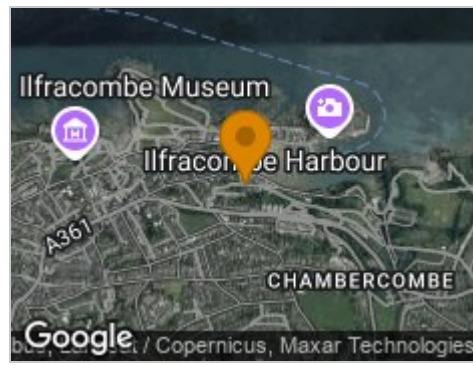 Ilfracombe Museum
Ilfracombe Harbour
A361
CHAMBERCOMBE
Google
/ Copernicus, Maxar Technologies